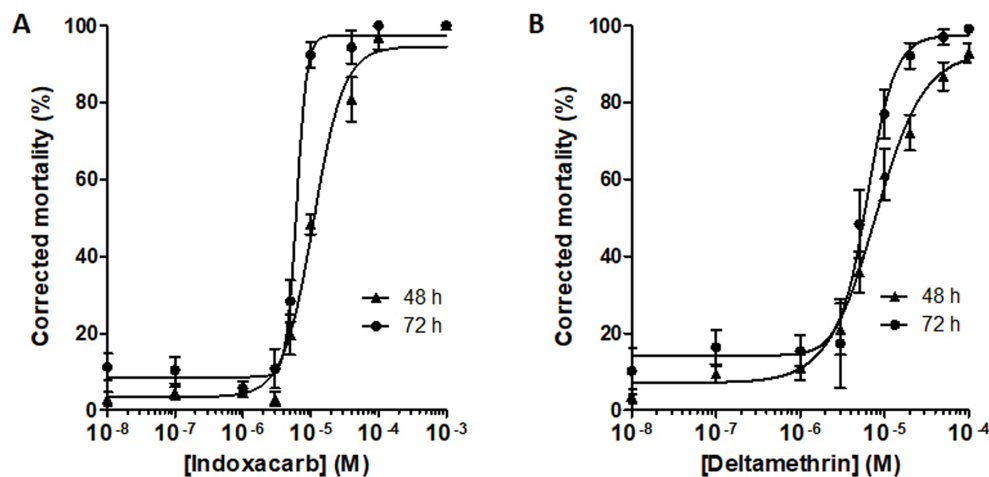 A
Corrected mortality (%)
100
80
60
40
20
0
48 h
72 h
10-8
10-7
10-6
10-5
10-4
10-3
[Indoxacarb] (M)
B
Corrected mortality (%)
100
80
60
40
20
0
48 h
72 h
10-8
10-7
10-6
10-5
10-4
[Deltamethrin] (M)